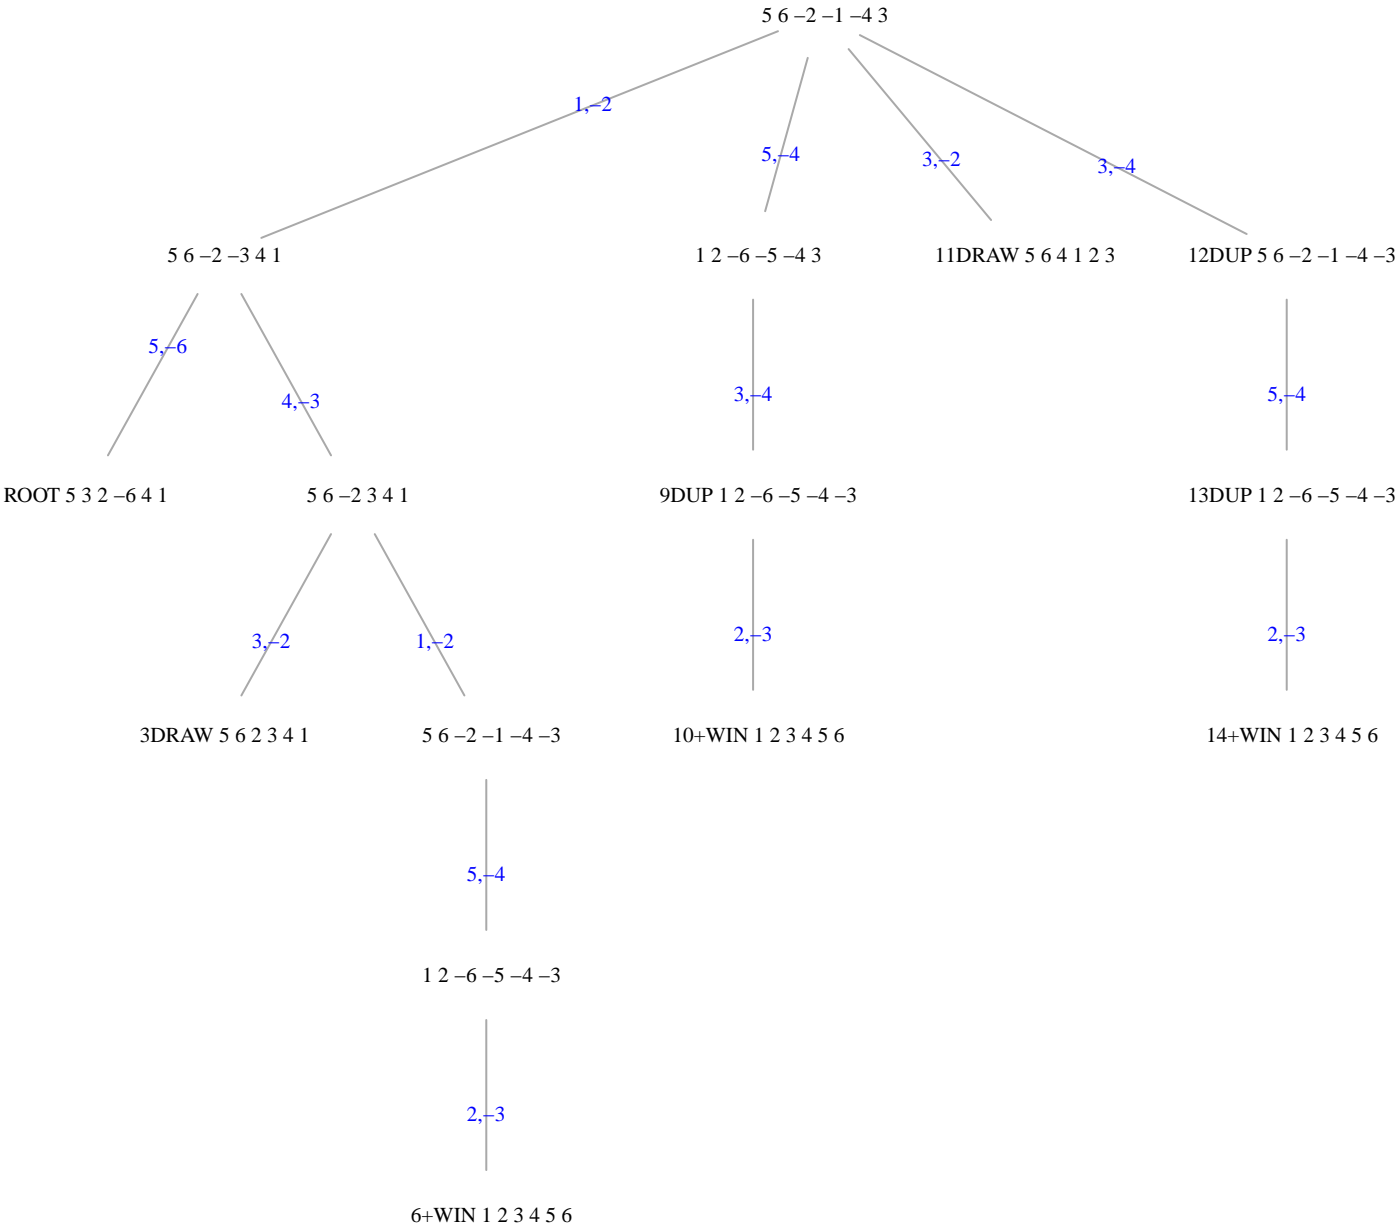 5 6 –2 –1 –4 3
1,–2
5,–4
3,–2
3,–4
5 6 –2 –3 4 1
1 2 –6 –5 –4 3
11DRAW 5 6 4 1 2 3
12DUP 5 6 –2 –1 –4 –3
5,–6
4,–3
3,–4
5,–4
ROOT 5 3 2 –6 4 1
5 6 –2 3 4 1
9DUP 1 2 –6 –5 –4 –3
13DUP 1 2 –6 –5 –4 –3
3,–2
1,–2
2,–3
2,–3
3DRAW 5 6 2 3 4 1
5 6 –2 –1 –4 –3
10+WIN 1 2 3 4 5 6
14+WIN 1 2 3 4 5 6
5,–4
1 2 –6 –5 –4 –3
2,–3
6+WIN 1 2 3 4 5 6